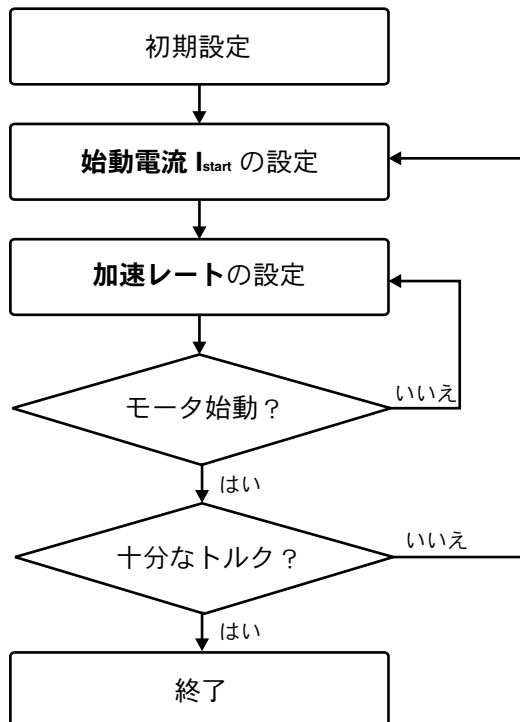 初期設定
始動電流 Istart の設定
加速レートの設定
モータ始動？
いいえ
はい
十分なトルク？
いいえ
はい
終了